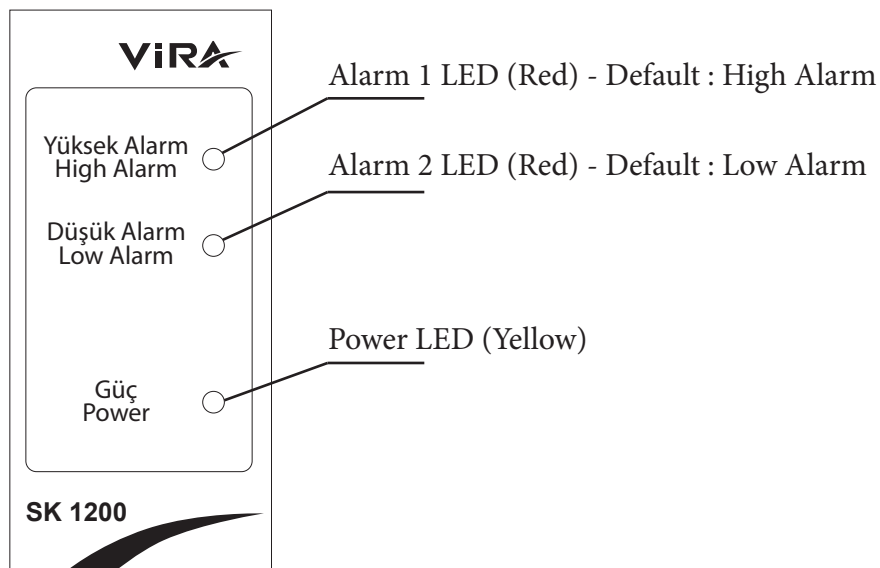 ViRA
Alarm 1 LED (Red) - Default : High Alarm
Yüksek Alarm
High Alarm
Alarm 2 LED (Red) - Default : Low Alarm
Düşük Alarm
Low Alarm
Power LED (Yellow)
Güç
Power
SK 1200